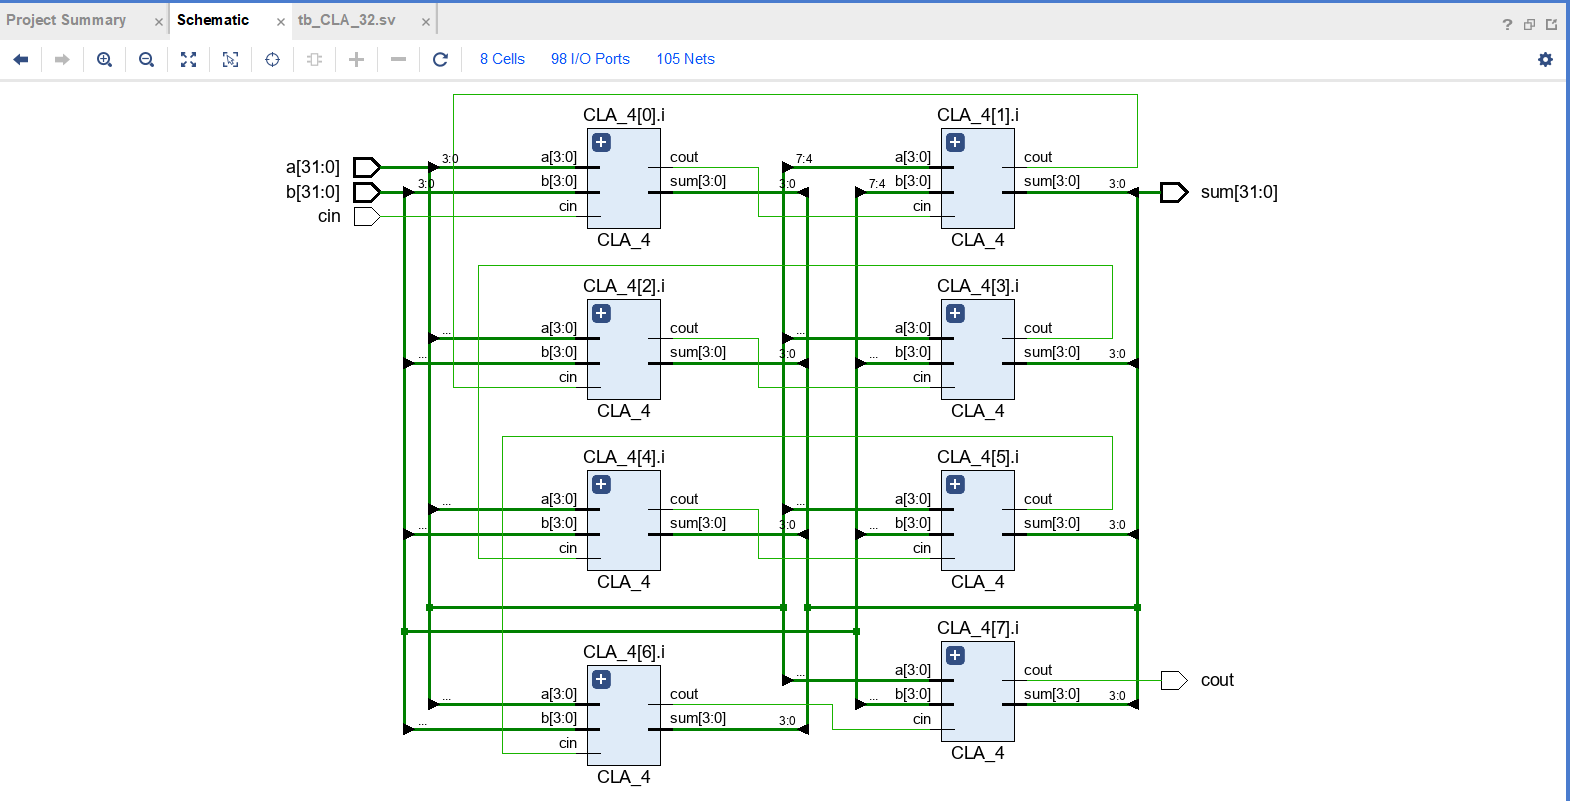 Project Summary × Schematic × tb_CLA_32.sv ×
?
8 Cells 98 I/O Ports 105 Nets
CLA_4[0].i CLA_4[1].i
a[31:0] 3:0 a[3:0] cout 7:4 a[3:0] cout
b[31:0] 3:0 b[3:0] sum[3:0] 3:0 7:4 b[3:0] sum[3:0] 3:0 sum[31:0]
cin cin cin
CLA_4 CLA_4
CLA_4[2].i CLA_4[3].i
... a[3:0] cout ... a[3:0] cout
... b[3:0] sum[3:0] 3:0 ... b[3:0] sum[3:0] 3:0
cin cin
CLA_4 CLA_4
CLA_4[4].i CLA_4[5].i
... a[3:0] cout ... a[3:0] cout
... b[3:0] sum[3:0] 3:0 ... b[3:0] sum[3:0] 3:0
cin cin
CLA_4 CLA_4
CLA_4[6].i CLA_4[7].i
... a[3:0] cout ... a[3:0] cout cout
... b[3:0] sum[3:0] 3:0 ... b[3:0] sum[3:0] 3:0
cin cin
CLA_4 CLA_4